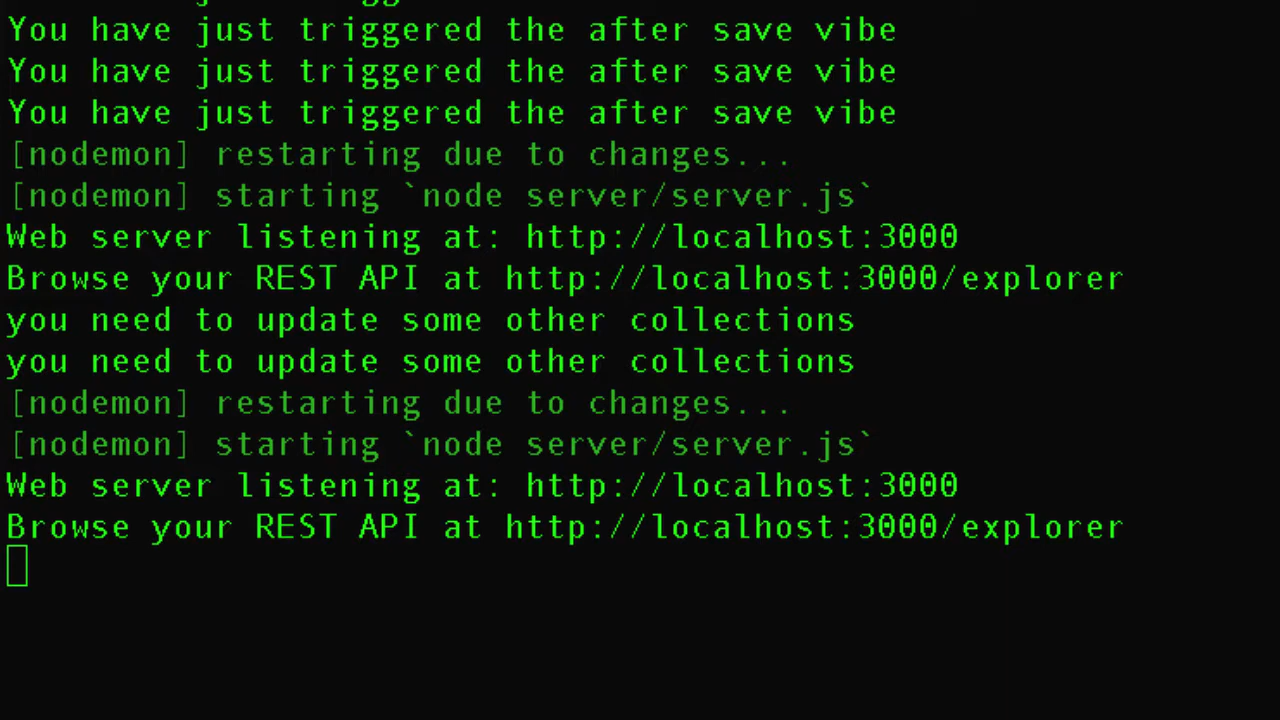 You have just triggered the after save vibe
You have just triggered the after save vibe
You have just triggered the after save vibe
[nodemon] restarting due to changes...
[nodemon] starting `node server/server.js`
Web server listening at: http://localhost:3000
Browse your REST API at http://localhost:3000/explorer
you need to update some other collections
you need to update some other collections
[nodemon] restarting due to changes...
[nodemon] starting `node server/server.js`
Web server listening at: http://localhost:3000
Browse your REST API at http://localhost:3000/explorer